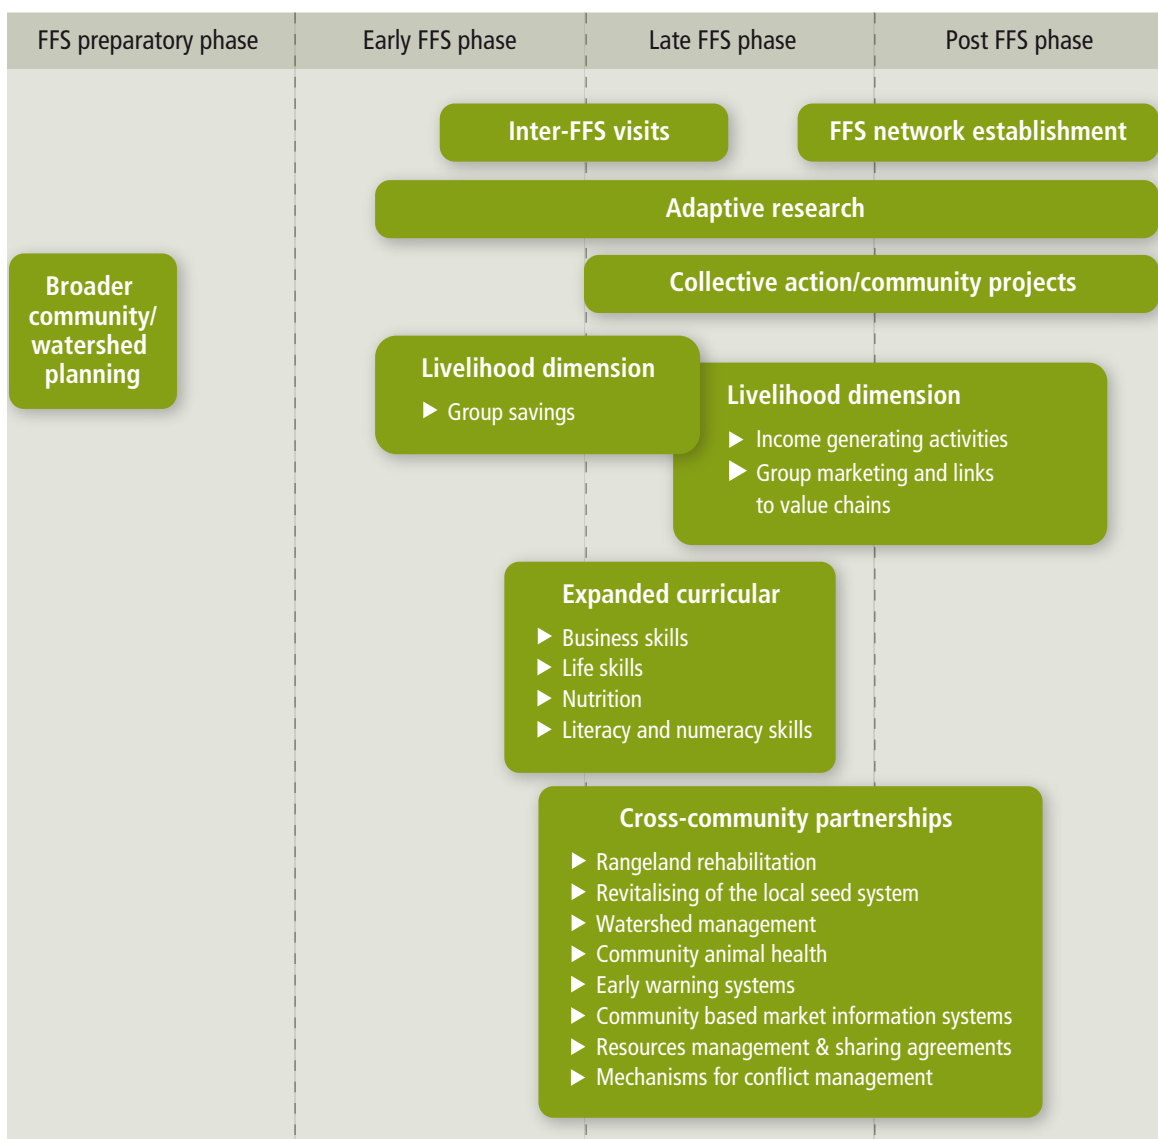 FFS preparatory phase
Early FFS phase
Late FFS phase
Post FFS phase
Inter-FFS visits
FFS network establishment
Adaptive research
Collective action/community projects
Broader
community/
watershed
planning
Livelihood dimension
Group savings
Livelihood dimension
Income generating activities
Group marketing and links
to value chains
Expanded curricular
Business skills
Life skills
Nutrition
Literacy and numeracy skills
Cross-community partnerships
Rangeland rehabilitation
Revitalising of the local seed system
Watershed management
Community animal health
Early warning systems
Community based market information systems
Resources management & sharing agreements
Mechanisms for conflict management